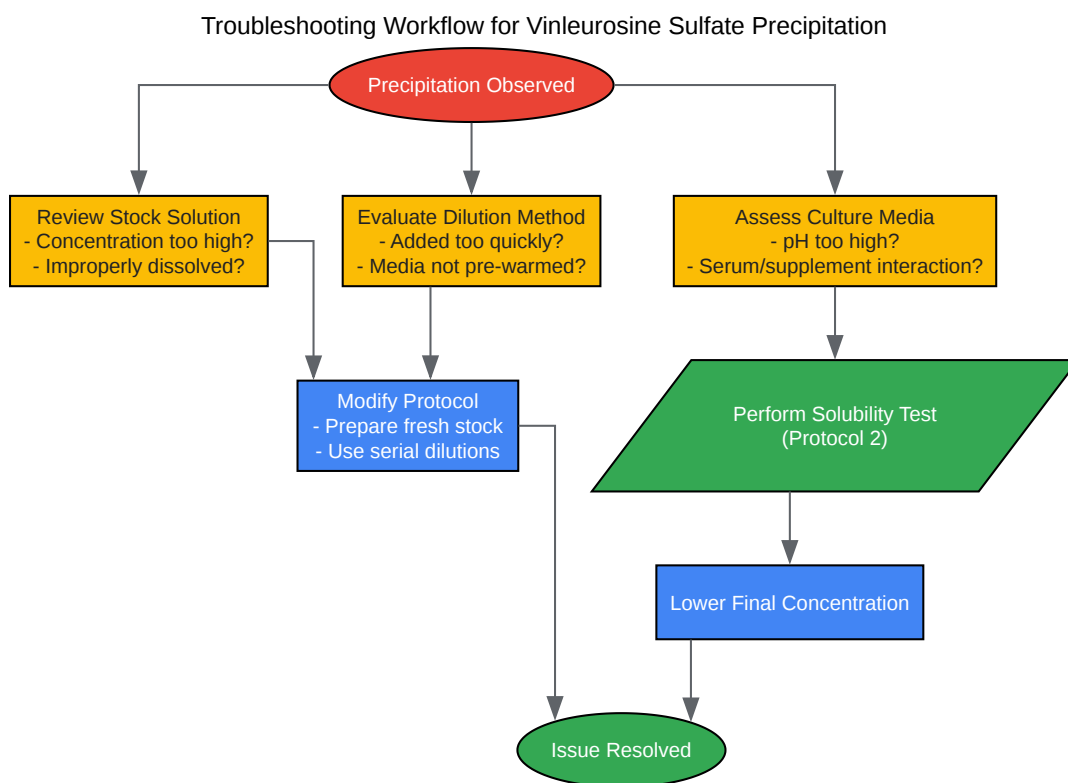 Troubleshooting Workflow for Vinleurosine Sulfate Precipitation
Precipitation Observed
Review Stock Solution
- Concentration too high?
- Improperly dissolved?
Evaluate Dilution Method
- Added too quickly?
- Media not pre-warmed?
Assess Culture Media
- pH too high?
- Serum/supplement interaction?
Modify Protocol
- Prepare fresh stock
- Use serial dilutions
Perform Solubility Test
(Protocol 2)
Lower Final Concentration
Issue Resolved